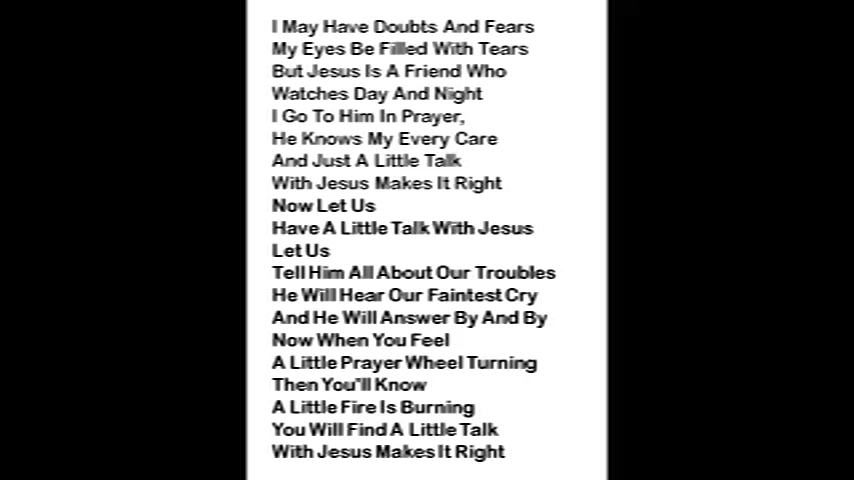 I May Have Doubts And Fears
My Eyes Be Filled With Tears
But Jesus Is A Friend Who
Watches Day And Night
I Go To Him In Prayer,
He Knows My Every Care
And Just A Little Talk
With Jesus Makes It Right
Now Let Us
Have A Little Talk With Jesus
Let Us
Tell Him All About Our Troubles
He Will Hear Our Faintest Cry
And He Will Answer By And By
Now When You Feel
A Little Prayer Wheel Turning
Then You"ll Know
A Little Fire Is Burning
You Will Find A Little Talk
With Jesus Makes It Right